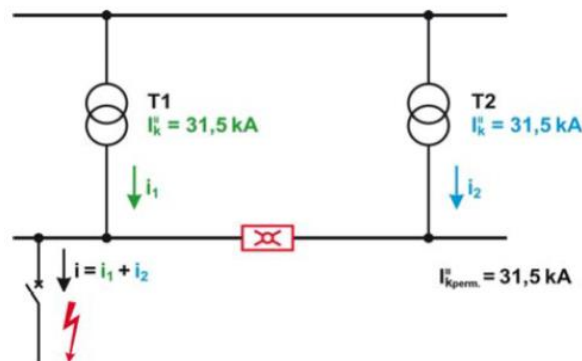 T1
I″k = 31,5 kA
T2
I″k = 31,5 kA
i₁
i₂
i = i₁ + i₂
I″kperm. = 31,5 kA